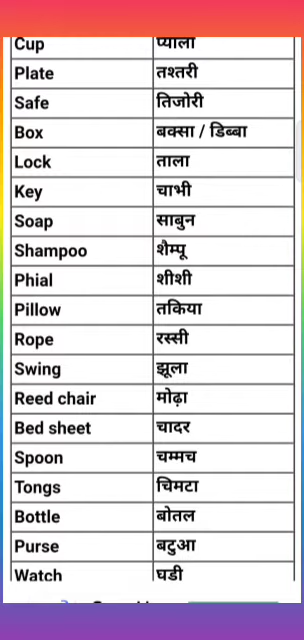 Cup प्याला
Plate तश्तरी
Safe तिजोरी
Box बक्सा / डिब्बा
Lock ताला
Key चाभी
Soap साबुन
Shampoo शैम्पू
Phial शीशी
Pillow तकिया
Rope रस्सी
Swing झूला
Reed chair मोढ़ा
Bed sheet चादर
Spoon चम्मच
Tongs चिमटा
Bottle बोतल
Purse बटुआ
Watch घडी